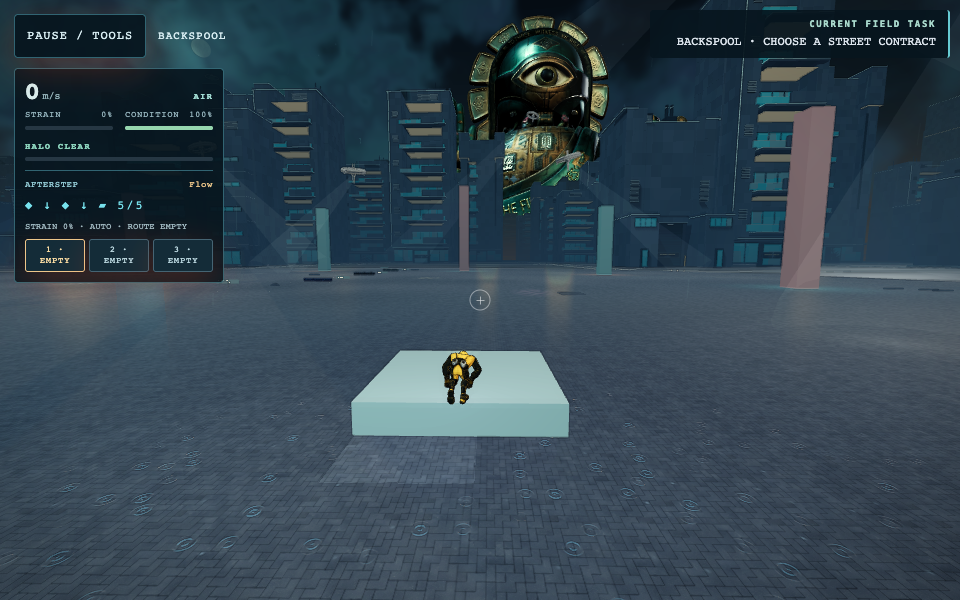 PAUSE / TOOLS
BACKSPOOL
CURRENT FIELD TASK
BACKSPOOL · CHOOSE A STREET CONTRACT
0 m/s
AIR
STRAIN 0%
CONDITION 100%
HALO CLEAR
AFTERSTEP
Flow
5/5
STRAIN 0% · AUTO · ROUTE EMPTY
1 · EMPTY
2 · EMPTY
3 · EMPTY